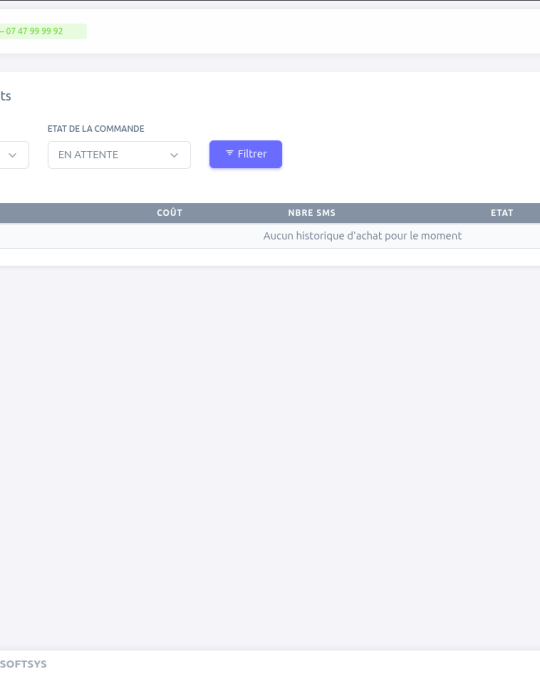 – 07 47 99 99 92
ts
ETAT DE LA COMMANDE
EN ATTENTE
Filtrer
COÛT NBRE SMS ETAT
Aucun historique d'achat pour le moment
SOFTSYS